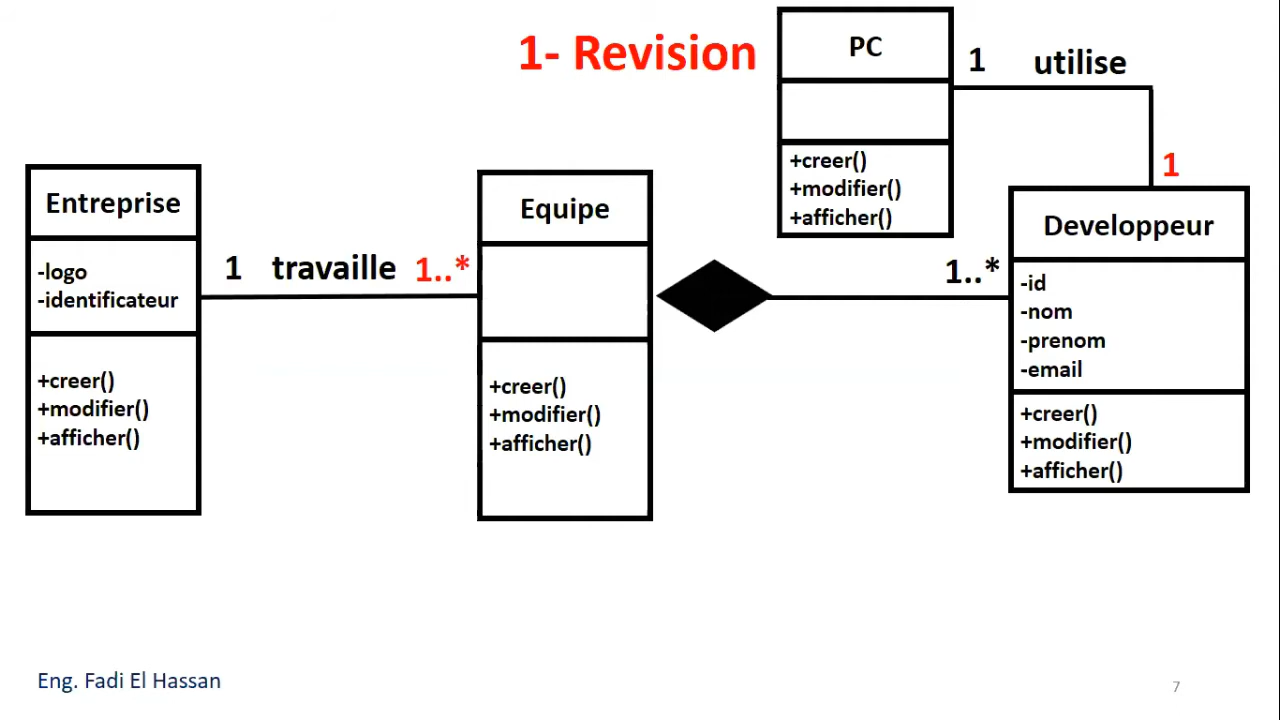 1- Revision
PC
+creer()
+modifier()
+afficher()
1 utilise
1
Entreprise
-logo
-identificateur
+creer()
+modifier()
+afficher()
1 travaille 1..*
Equipe
+creer()
+modifier()
+afficher()
1..*
Developpeur
-id
-nom
-prenom
-email
+creer()
+modifier()
+afficher()
Eng. Fadi El Hassan
7